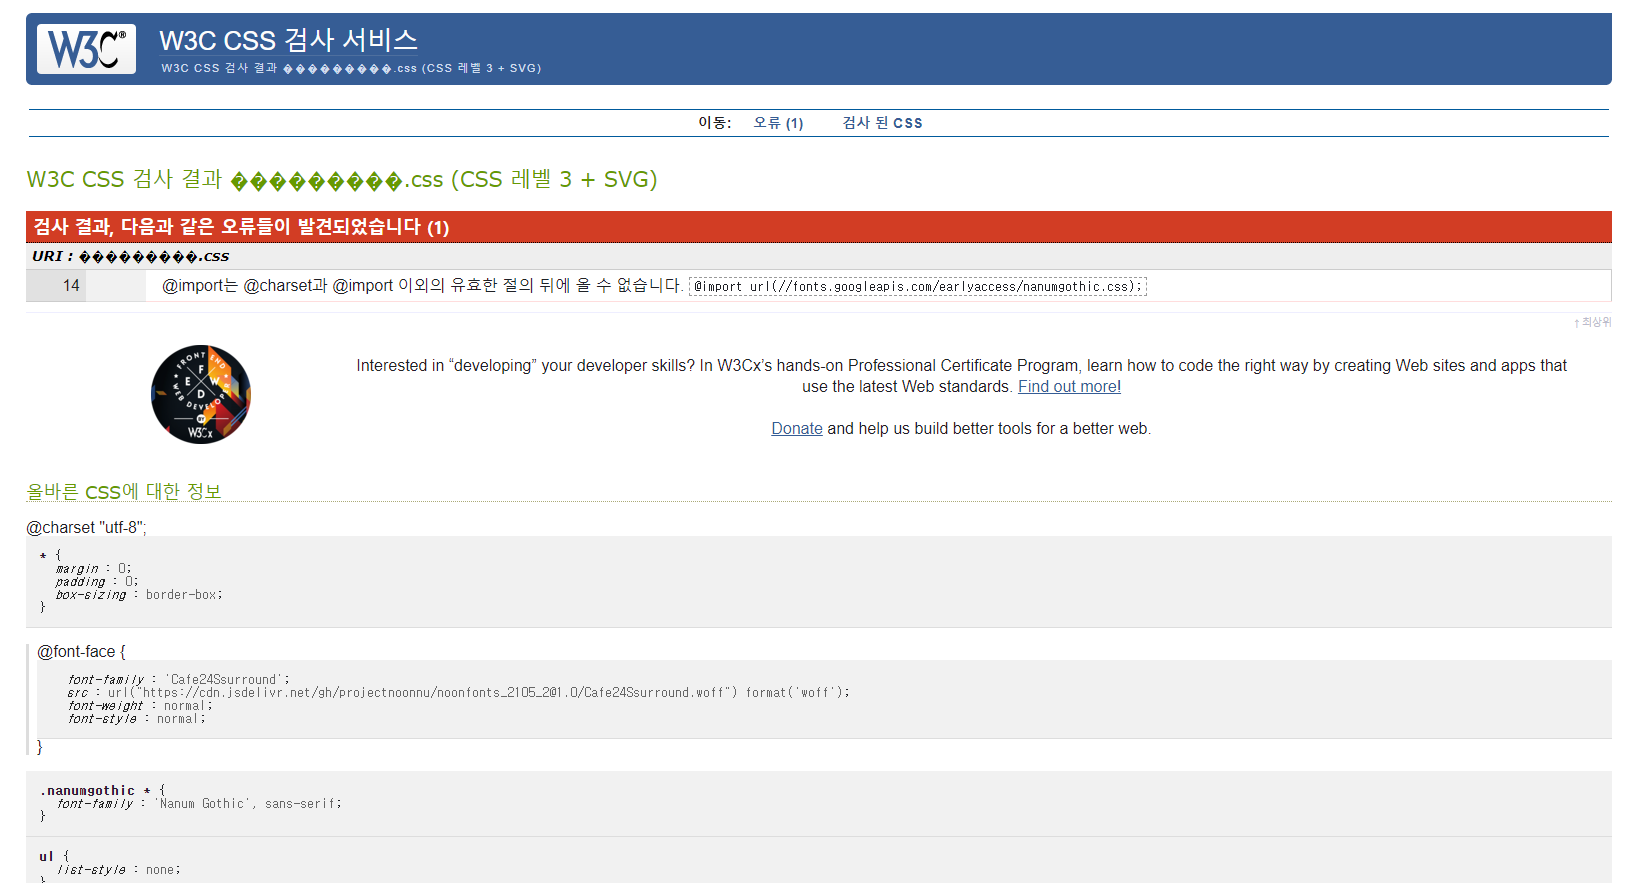 W3C®
W3C CSS 검사 서비스
W3C CSS 검사 결과 ���������.css (CSS 레벨 3 + SVG)
이동: 오류 (1) 검사 된 CSS
W3C CSS 검사 결과 ���������.css (CSS 레벨 3 + SVG)
검사 결과, 다음과 같은 오류들이 발견되었습니다 (1)
URI : ���������.css
14 @import는 @charset과 @import 이외의 유효한 절의 뒤에 올 수 없습니다. @import url(//fonts.googleapis.com/earlyaccess/nanumgothic.css);
↑ 최상위
FRONT END
WEB DEVELOPER
F
E W
D
BY
W3Cx
Interested in “developing” your developer skills? In W3Cx’s hands-on Professional Certificate Program, learn how to code the right way by creating Web sites and apps that
use the latest Web standards. Find out more!
Donate and help us build better tools for a better web.
올바른 CSS에 대한 정보
@charset "utf-8";
* {
margin : 0;
padding : 0;
box-sizing : border-box;
}
@font-face {
font-family : 'Cafe24Ssurround';
src : url("https://cdn.jsdelivr.net/gh/projectnoonnu/noonfonts_2105_2@1.0/Cafe24Ssurround.woff") format('woff');
font-weight : normal;
font-style : normal;
}
.nanumgothic * {
font-family : 'Nanum Gothic', sans-serif;
}
ul {
list-style : none;
}